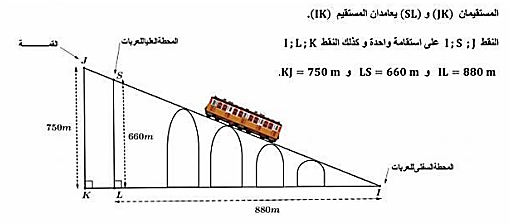 المستقيمان (JK) و (SL) يعامدان المستقيم (IK).
النقط I ; S ; J على استقامة واحدة و كذلك النقط I ; L ; K
IL = 880 m و LS = 660 m و KJ = 750 m.
المحطة العليا للعربات
القمـــــــة
J
S
750m
660m
المحطة السفلى للعربات
K
L
I
880m